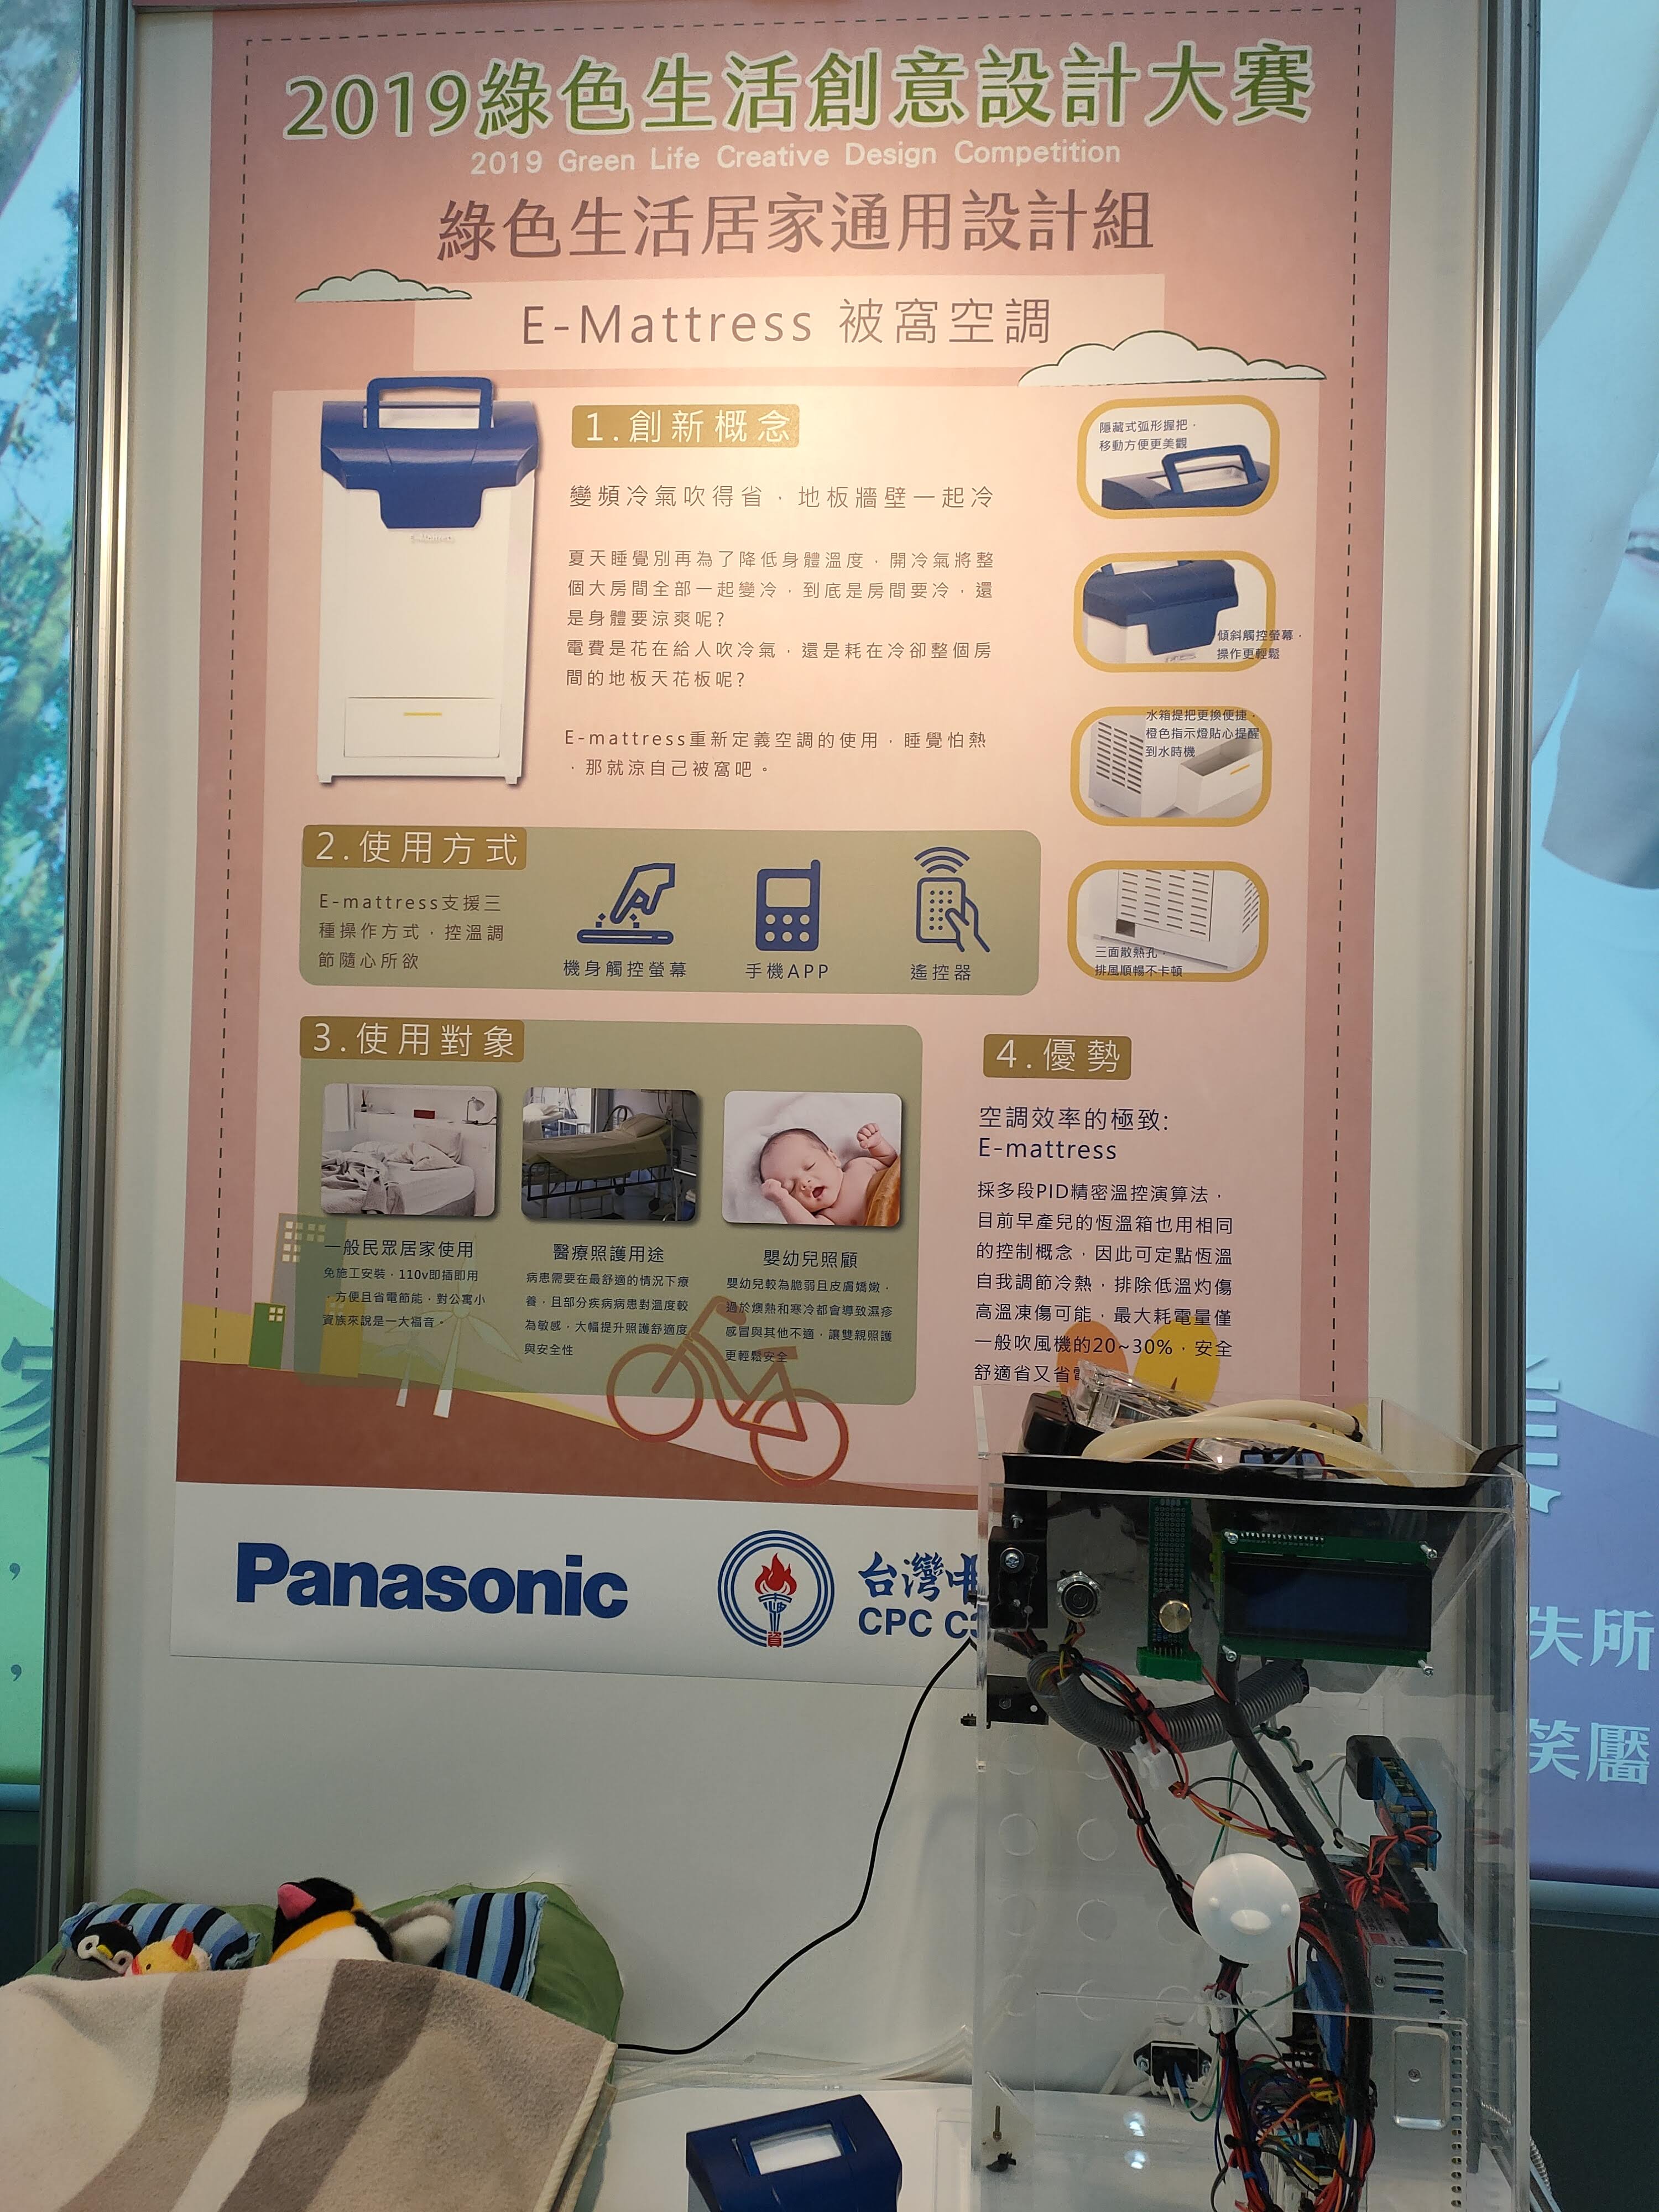 2019綠色生活創意設計大賽
2019 Green Life Creative Design Competition
綠色生活居家通用設計組
E-Mattress 被窩空調
1.創新概念
變頻冷氣吹得省，地板牆壁一起冷
夏天睡覺別再為了降低身體溫度，開冷氣將整
個大房間全部一起變冷，到底是房間要冷，還
是身體要涼爽呢?
電費是花在給人吹冷氣，還是耗在冷卻整個房
間的地板天花板呢?
E-mattress重新定義空調的使用，睡覺怕熱
，那就涼自己被窩吧。
隱藏式弧形握把，
移動方便更美觀
傾斜觸控螢幕，
操作更輕鬆
水箱提把更換便捷，
橙色指示燈貼心提醒
到水時機
三面散熱孔，
排風順暢不卡頓
2.使用方式
E-mattress支援三
種操作方式，控溫調
節隨心所欲
機身觸控螢幕
手機APP
遙控器
3.使用對象
一般民眾居家使用
免施工安裝，110v即插即用
，方便且省電節能，對公寓小
資族來說是一大福音。
醫療照護用途
病患需要在最舒適的情況下療
養，且部分疾病病患對溫度較
為敏感，大幅提升照護舒適度
與安全性
嬰幼兒照顧
嬰幼兒較為脆弱且皮膚嬌嫩，
過於燠熱和寒冷都會導致濕疹
感冒與其他不適，讓雙親照護
更輕鬆安全
4.優勢
空調效率的極致:
E-mattress
採多段PID精密溫控演算法，
目前早產兒的恆溫箱也用相同
的控制概念，因此可定點恆溫
自我調節冷熱，排除低溫灼傷
高溫凍傷可能，最大耗電量僅
一般吹風機的20~30%，安全
舒適省又省
Panasonic
台灣中
CPC
失所
笑靨